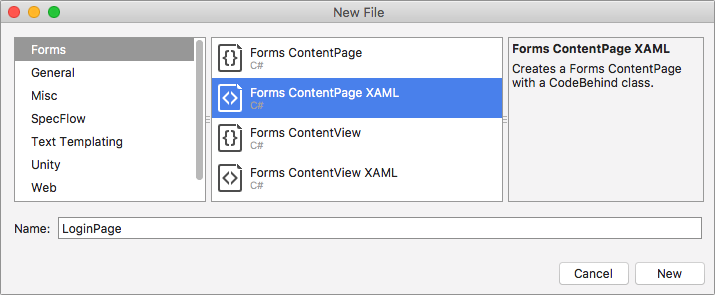 New File
Forms
General
Misc
SpecFlow
Text Templating
Unity
Web
Forms ContentPage
C#
Forms ContentPage XAML
C#
Forms ContentView
C#
Forms ContentView XAML
C#
Forms ContentPage XAML
Creates a Forms ContentPage
with a CodeBehind class.
Name: LoginPage
Cancel New